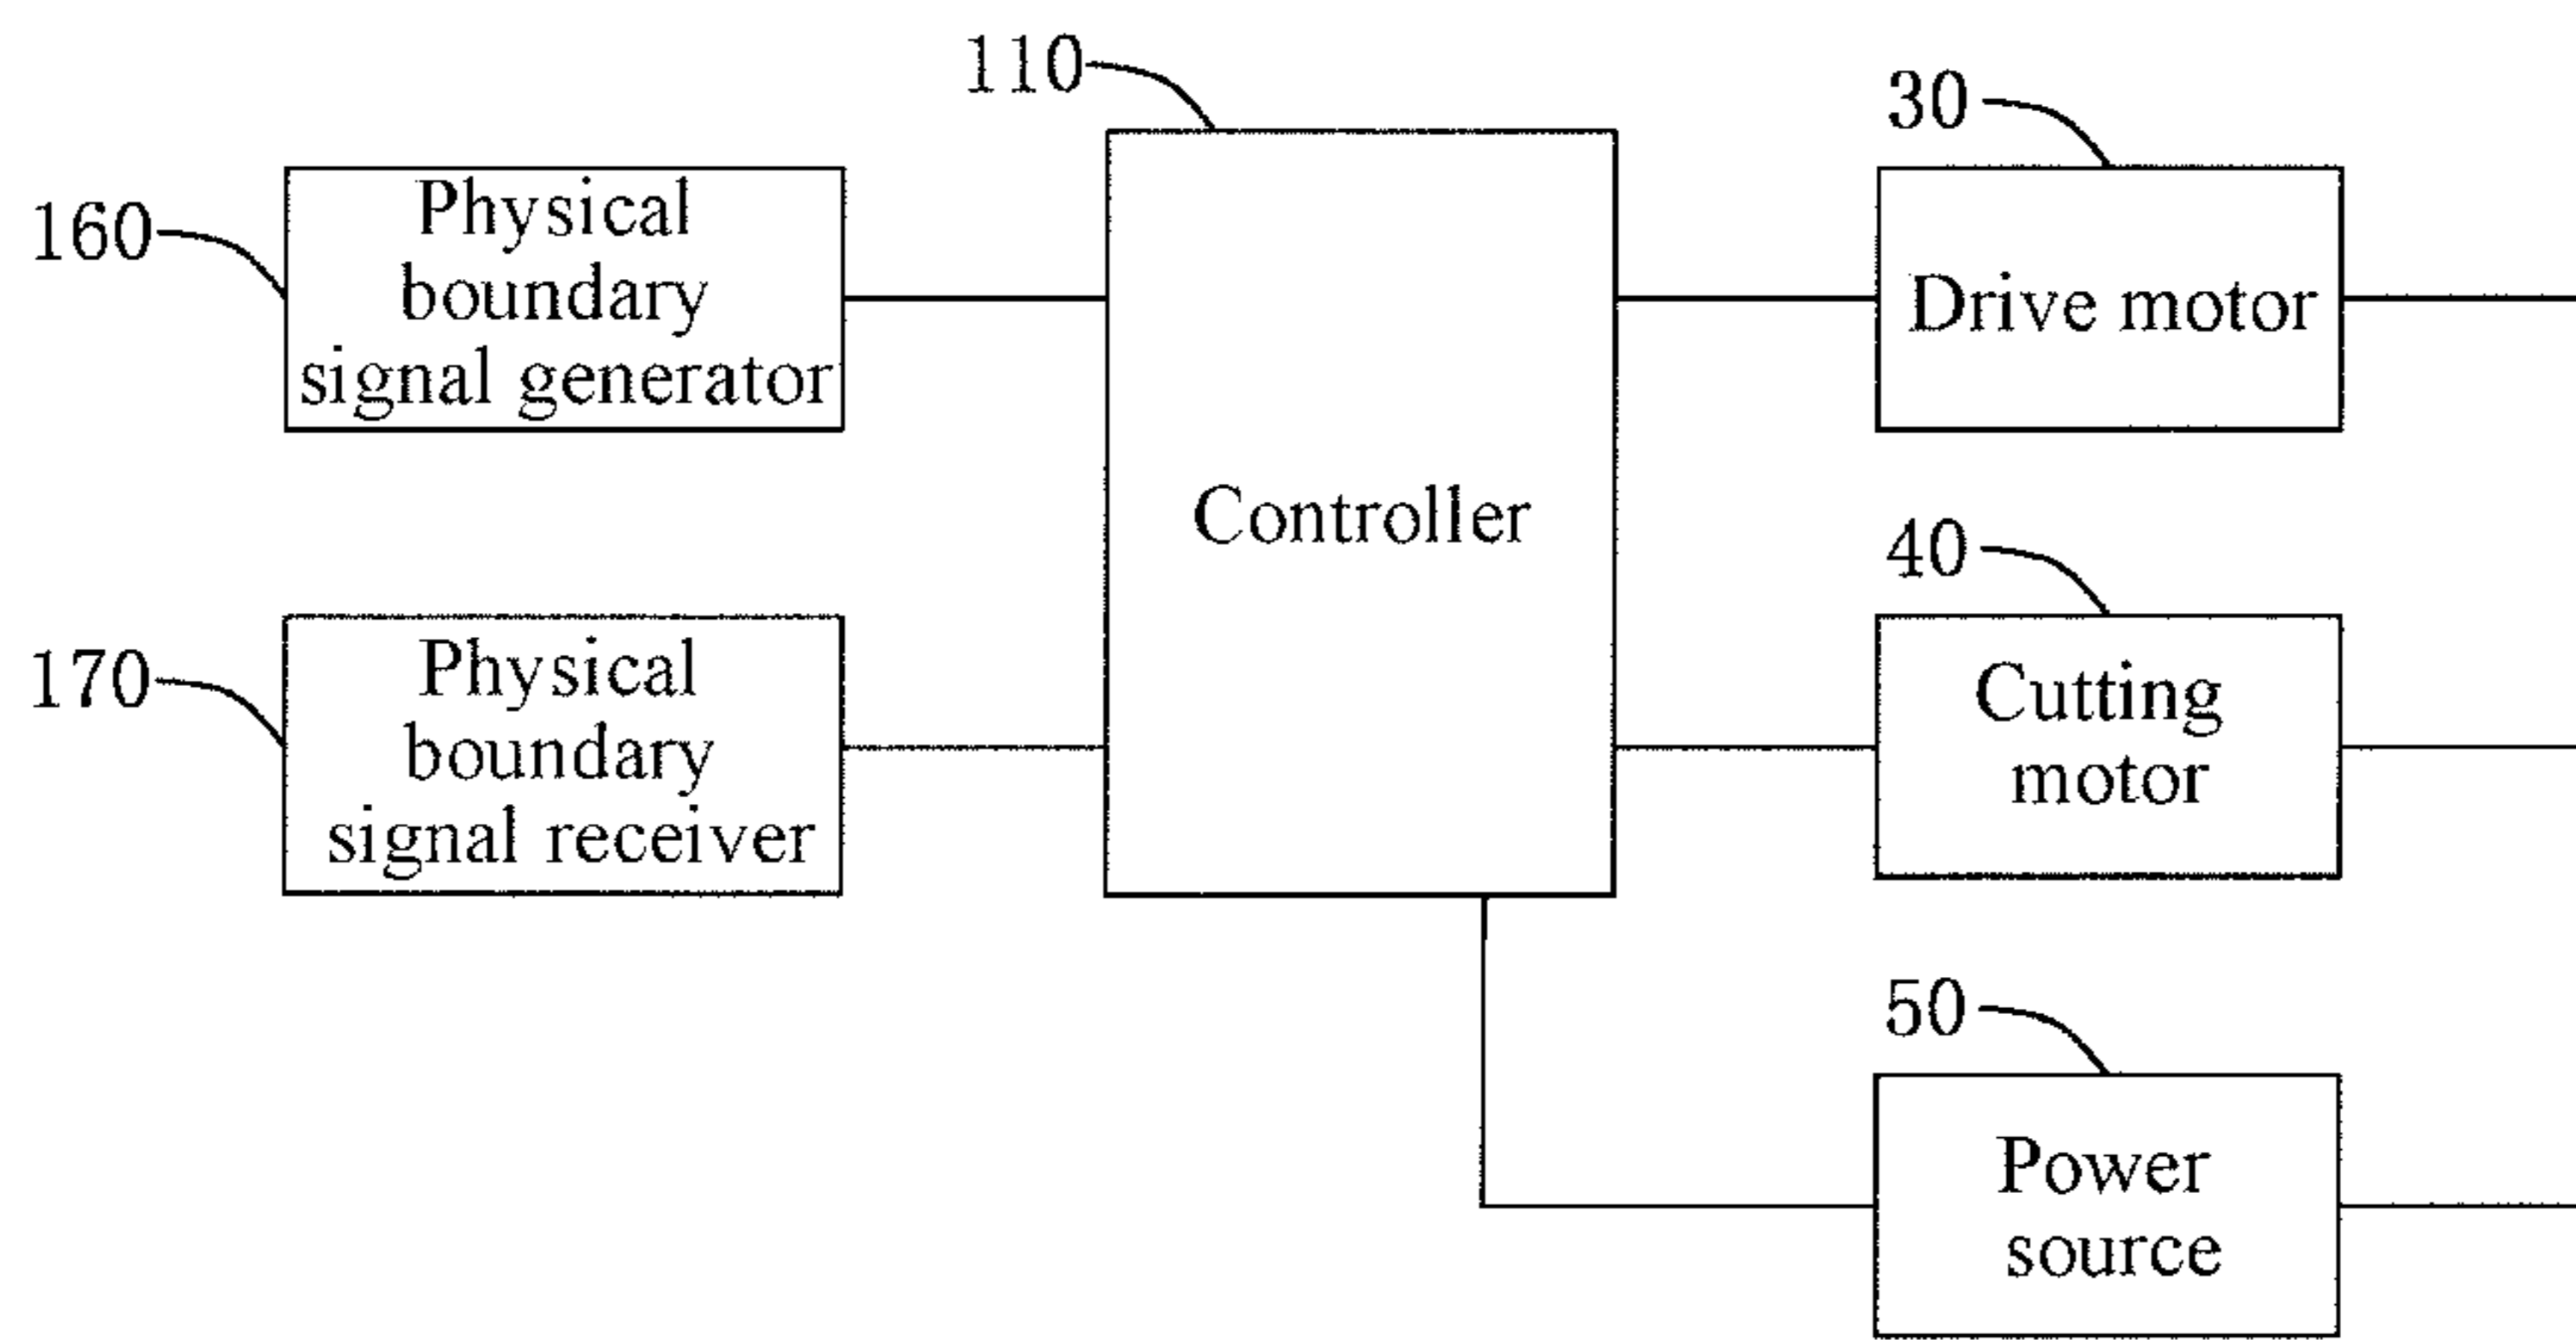 110
30
160
Physical
boundary
signal generator
Drive motor
Controller
40
170
Physical
boundary
signal receiver
Cutting
motor
50
Power
source